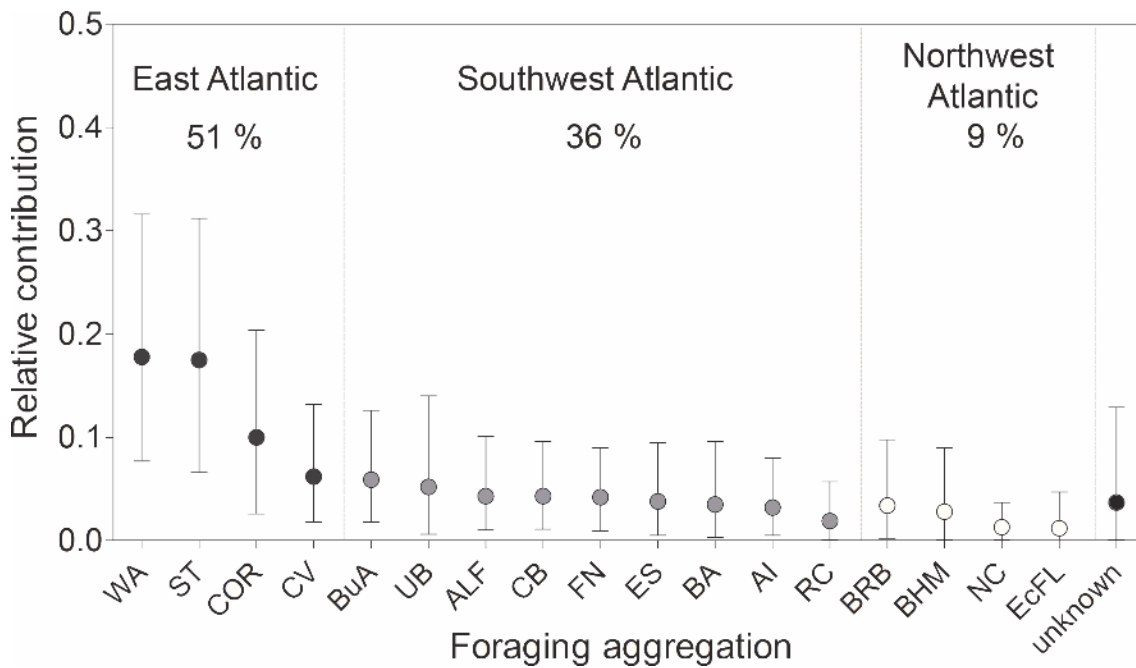 0.5
0.4
0.3
0.2
0.1
0.0
Relative contribution
East Atlantic
51 %
Southwest Atlantic
36 %
Northwest
Atlantic
9 %
WA
ST
COR
CV
BuA
UB
ALF
CB
FN
ES
BA
AI
RC
BRB
BHM
NC
EcFL
unknown
Foraging aggregation